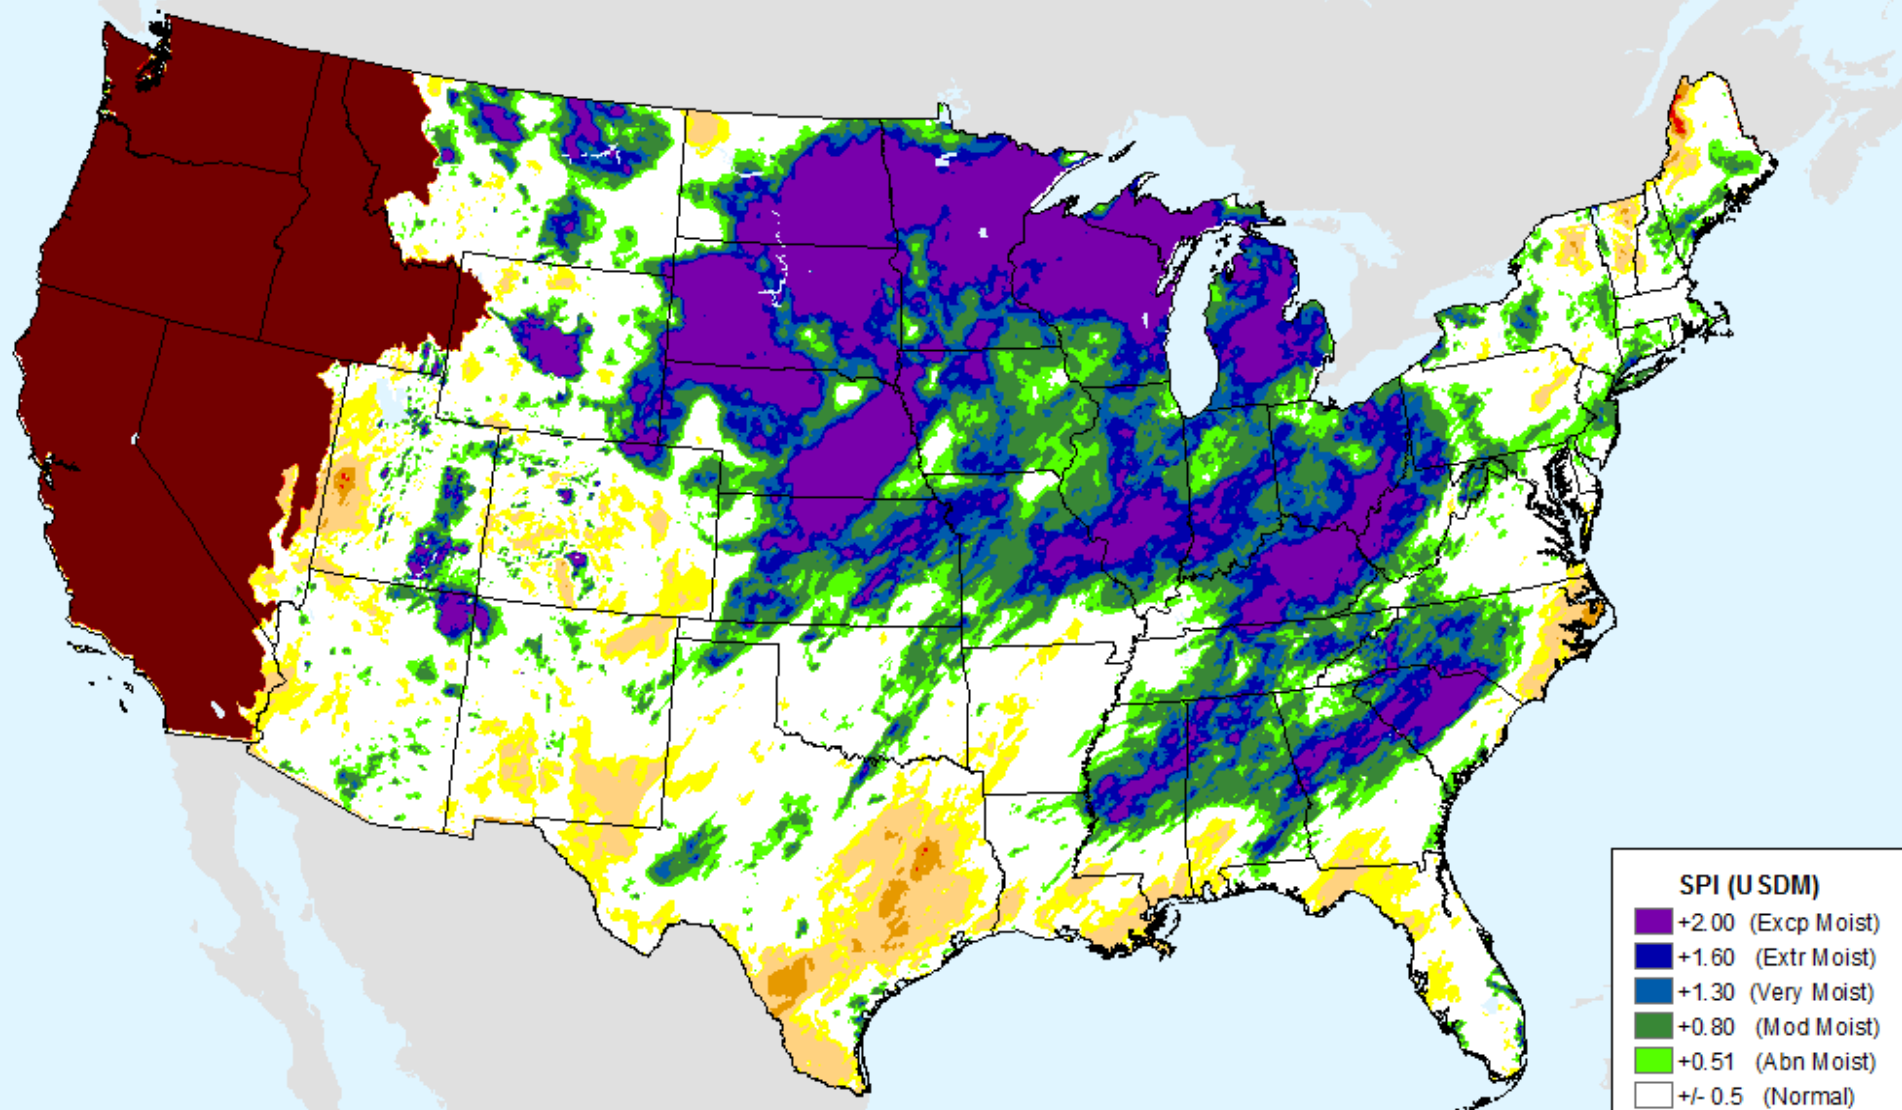 SPI (USDM)
+2.00 (Excp Moist)
+1.60 (Extr Moist)
+1.30 (Very Moist)
+0.80 (Mod Moist)
+0.51 (Abn Moist)
+/- 0.5 (Normal)